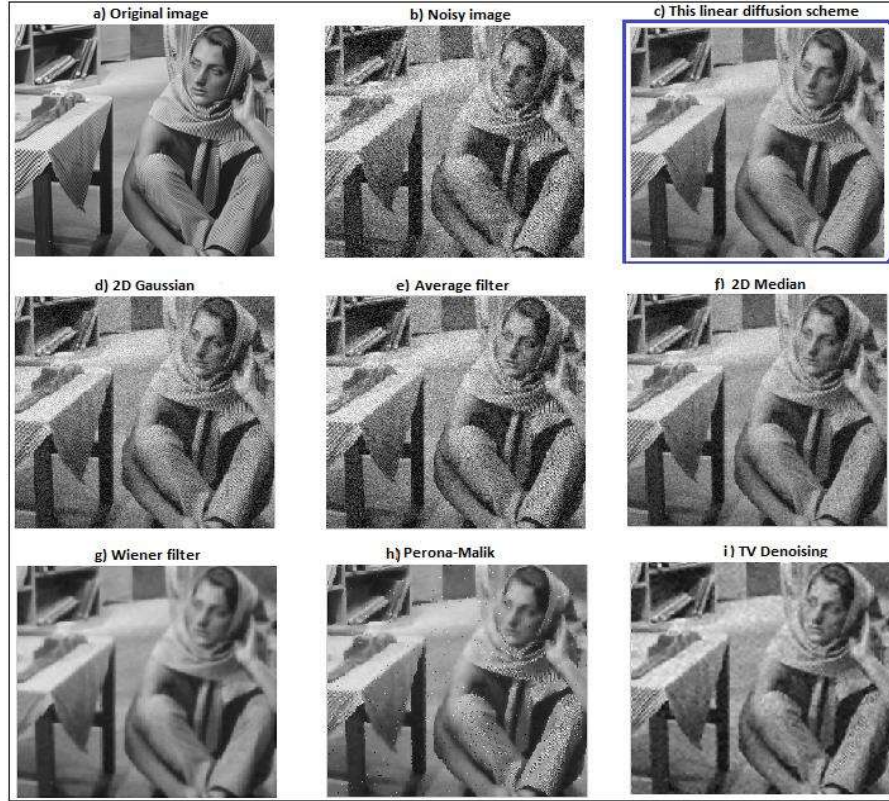 a) Original image
b) Noisy image
c) This linear diffusion scheme
d) 2D Gaussian
e) Average filter
f) 2D Median
g) Wiener filter
h) Perona-Malik
i) TV Denoising